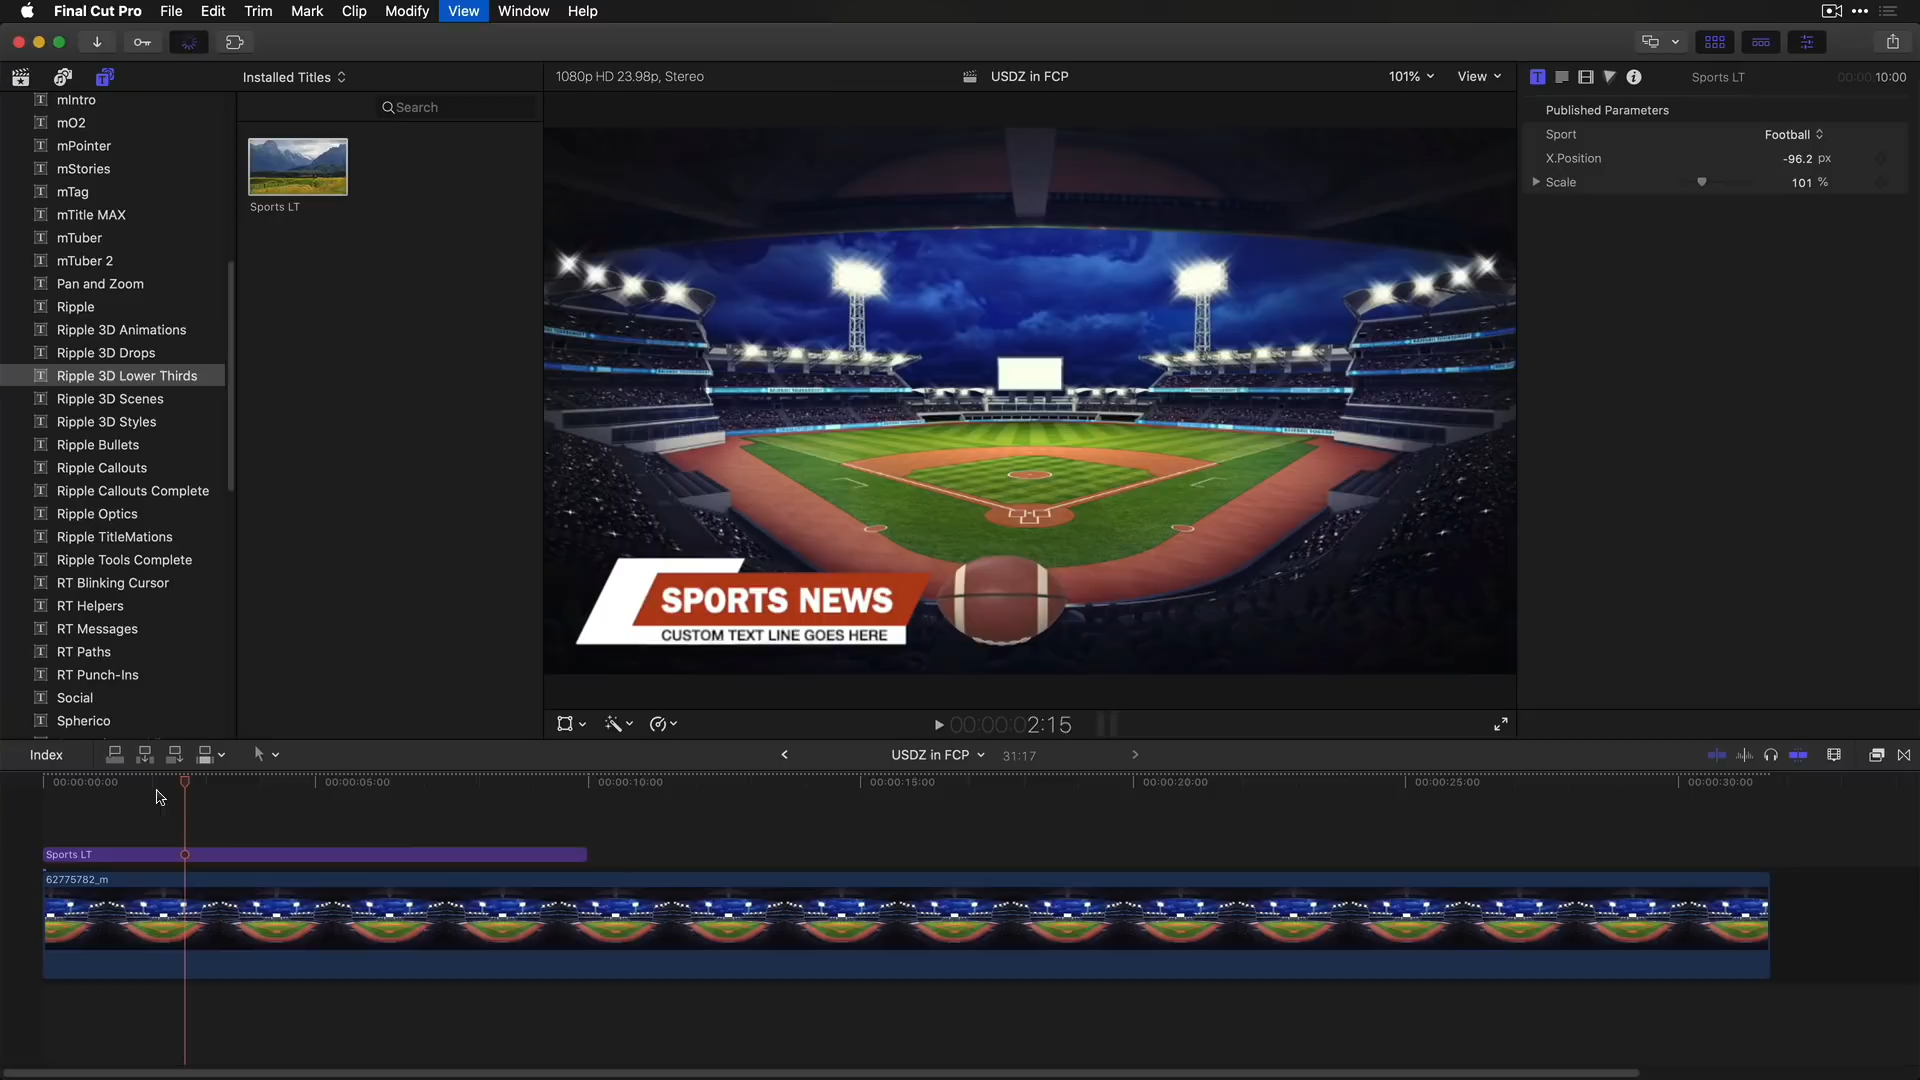 Final Cut Pro File Edit Trim Mark Clip Modify View Window Help
Installed Titles
1080p HD 23.98p, Stereo
USDZ in FCP
101%
View
Sports LT
00:00:10:00
mIntro
mO2
mPointer
mStories
mTag
mTitle MAX
mTuber
mTuber 2
Pan and Zoom
Ripple
Ripple 3D Animations
Ripple 3D Drops
Ripple 3D Lower Thirds
Ripple 3D Scenes
Ripple 3D Styles
Ripple Bullets
Ripple Callouts
Ripple Callouts Complete
Ripple Optics
Ripple TitleMations
Ripple Tools Complete
RT Blinking Cursor
RT Helpers
RT Messages
RT Paths
RT Punch-Ins
Social
Spherico
Search
Sports LT
SPORTS NEWS
CUSTOM TEXT LINE GOES HERE
Published Parameters
Sport Football
X.Position -96.2 px
Scale 101 %
00:00:02:15
Index
USDZ in FCP
31:17
00:00:00:00 00:00:05:00 00:00:10:00 00:00:15:00 00:00:20:00 00:00:25:00 00:00:30:00
Sports LT
62775782_m